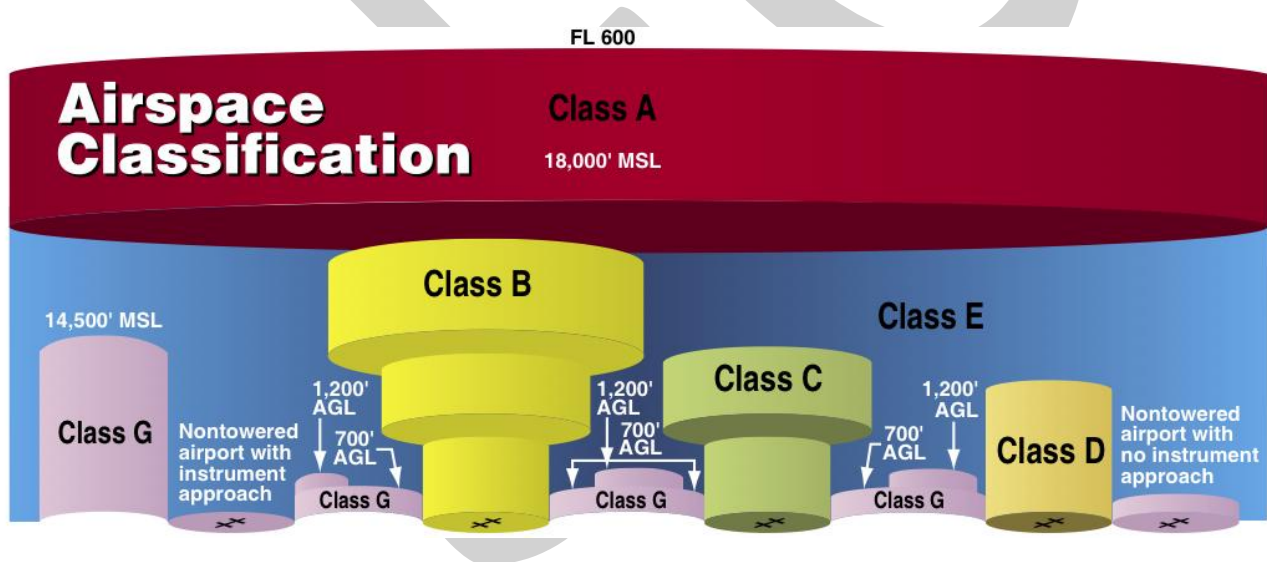 FL 600
Airspace
Classification
Class A
18,000' MSL
Class B
Class E
14,500' MSL
Class C
1,200'
AGL
1,200'
AGL
1,200'
AGL
Class G
Nontowered
airport with
instrument
approach
700'
AGL
700'
AGL
700'
AGL
Class D
Nontowered
airport with
no instrument
approach
Class G
Class G
Class G